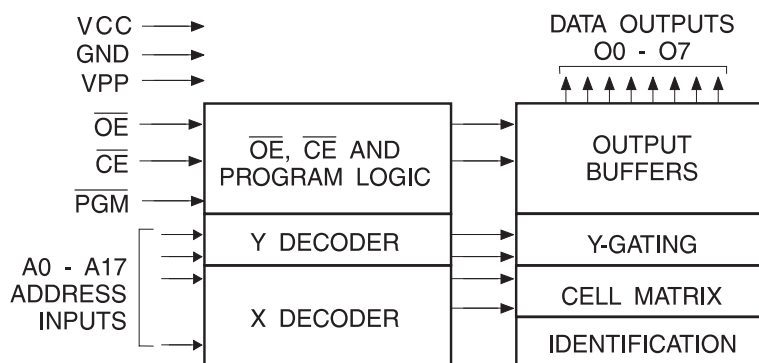 VCC
GND
VPP
OE
CE
PGM
A0 - A17
ADDRESS
INPUTS
OE, CE AND
PROGRAM LOGIC
Y DECODER
X DECODER
DATA OUTPUTS
O0 - O7
OUTPUT
BUFFERS
Y-GATING
CELL MATRIX
IDENTIFICATION